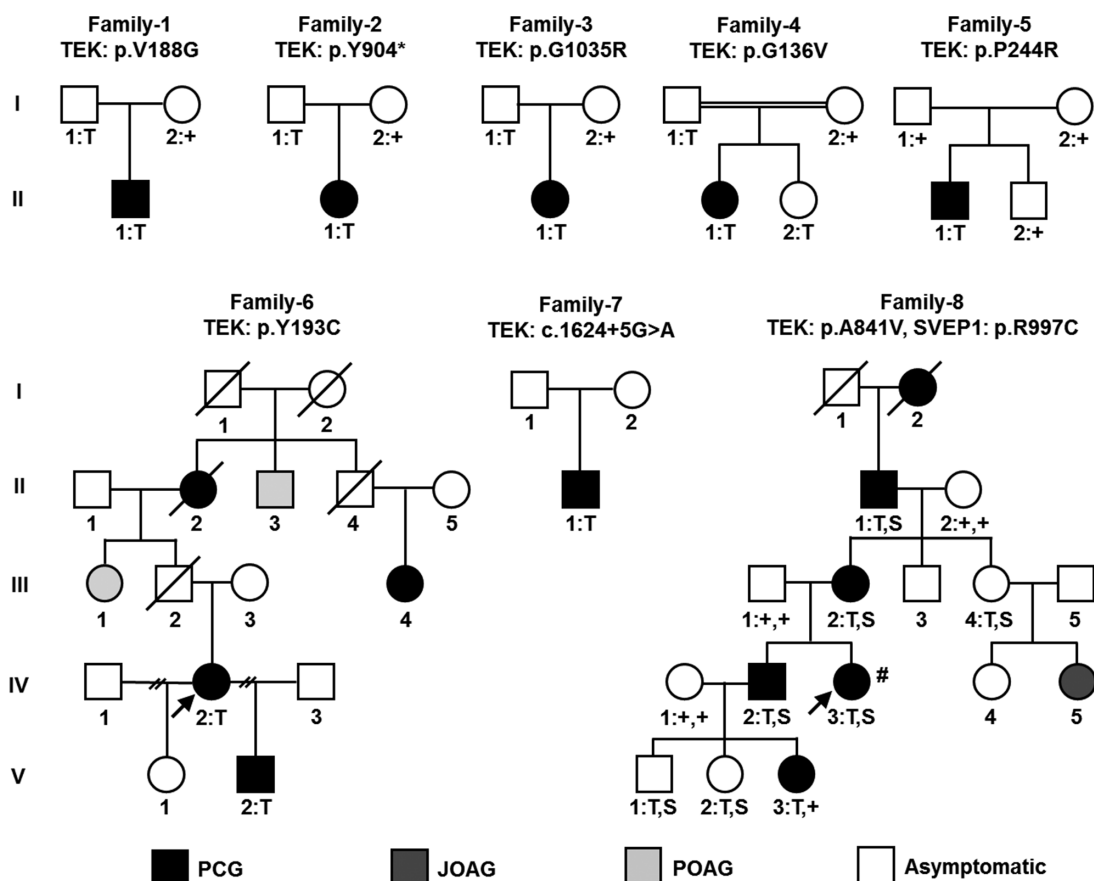 Family-1 Family-2 Family-3 Family-4 Family-5
TEK: p.V188G TEK: p.Y904* TEK: p.G1035R TEK: p.G136V TEK: p.P244R
I
1:T 2:+ 1:T 2:+ 1:T 2:+ 1:T 2:+ 1:+ 2:+
II
1:T 1:T 1:T 1:T 2:T 1:T 2:+
Family-6 Family-7 Family-8
TEK: p.Y193C TEK: c.1624+5G>A TEK: p.A841V, SVEP1: p.R997C
I
1 2 1 2 1 2
II
1 2 3 4 5 1:T 1:T,S 2:+,+
III
1 2 3 4 1:+,+ 2:T,S 3 4:T,S 5
IV #
1 2:T 3 1:+,+ 2:T,S 3:T,S 4 5
V
1 2:T 1:T,S 2:T,S 3:T,+
PCG JOAG POAG Asymptomatic